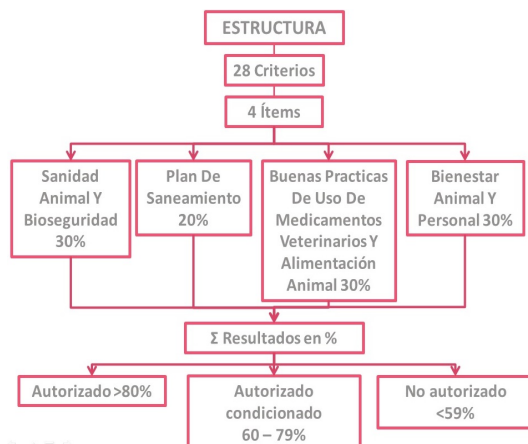 ESTRUCTURA
28 Criterios
4 Ítems
Sanidad
Animal Y
Bioseguridad
30%
Plan De
Saneamiento
20%
Buenas Practicas
De Uso De
Medicamentos
Veterinarios Y
Alimentación
Animal 30%
Bienestar
Animal Y
Personal 30%
Σ Resultados en %
Autorizado >80%
Autorizado
condicionado
60 – 79%
No autorizado
<59%